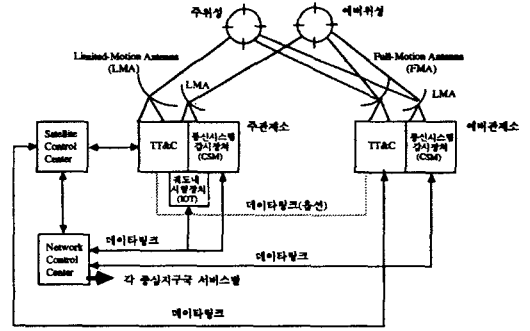 주위성
예비위성
Limited-Motion Antenna
(LMA)
LMA
Full-Motion Antenna
(FMA)
LMA
주관제소
예비관제소
Satellite
Control
Center
TT&C
통신시스템
감시장치
(CSM)
TT&C
통신시스템
감시장치
(CSM)
궤도내
시험장치
(IOT)
데이타링크(옵션)
데이타링크
데이타링크
Network
Control
Center
각 중심지구국 서비스망
데이타링크